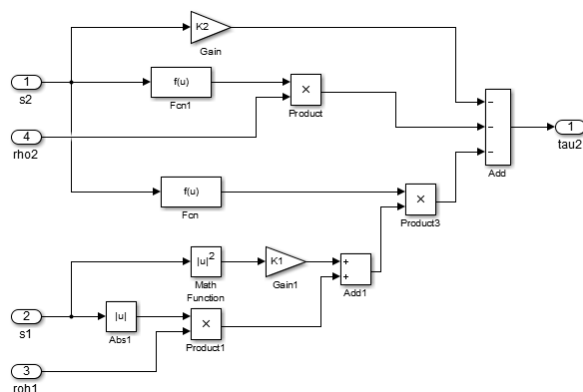 K2
Gain
1
s2
f(u)
Fcn1
×
Product
4
rho2
−
−
−
Add
1
tau2
f(u)
Fcn
×
Product3
|u|²
Math
Function
K1
Gain1
+
+
Add1
2
s1
|u|
Abs1
×
Product1
3
roh1